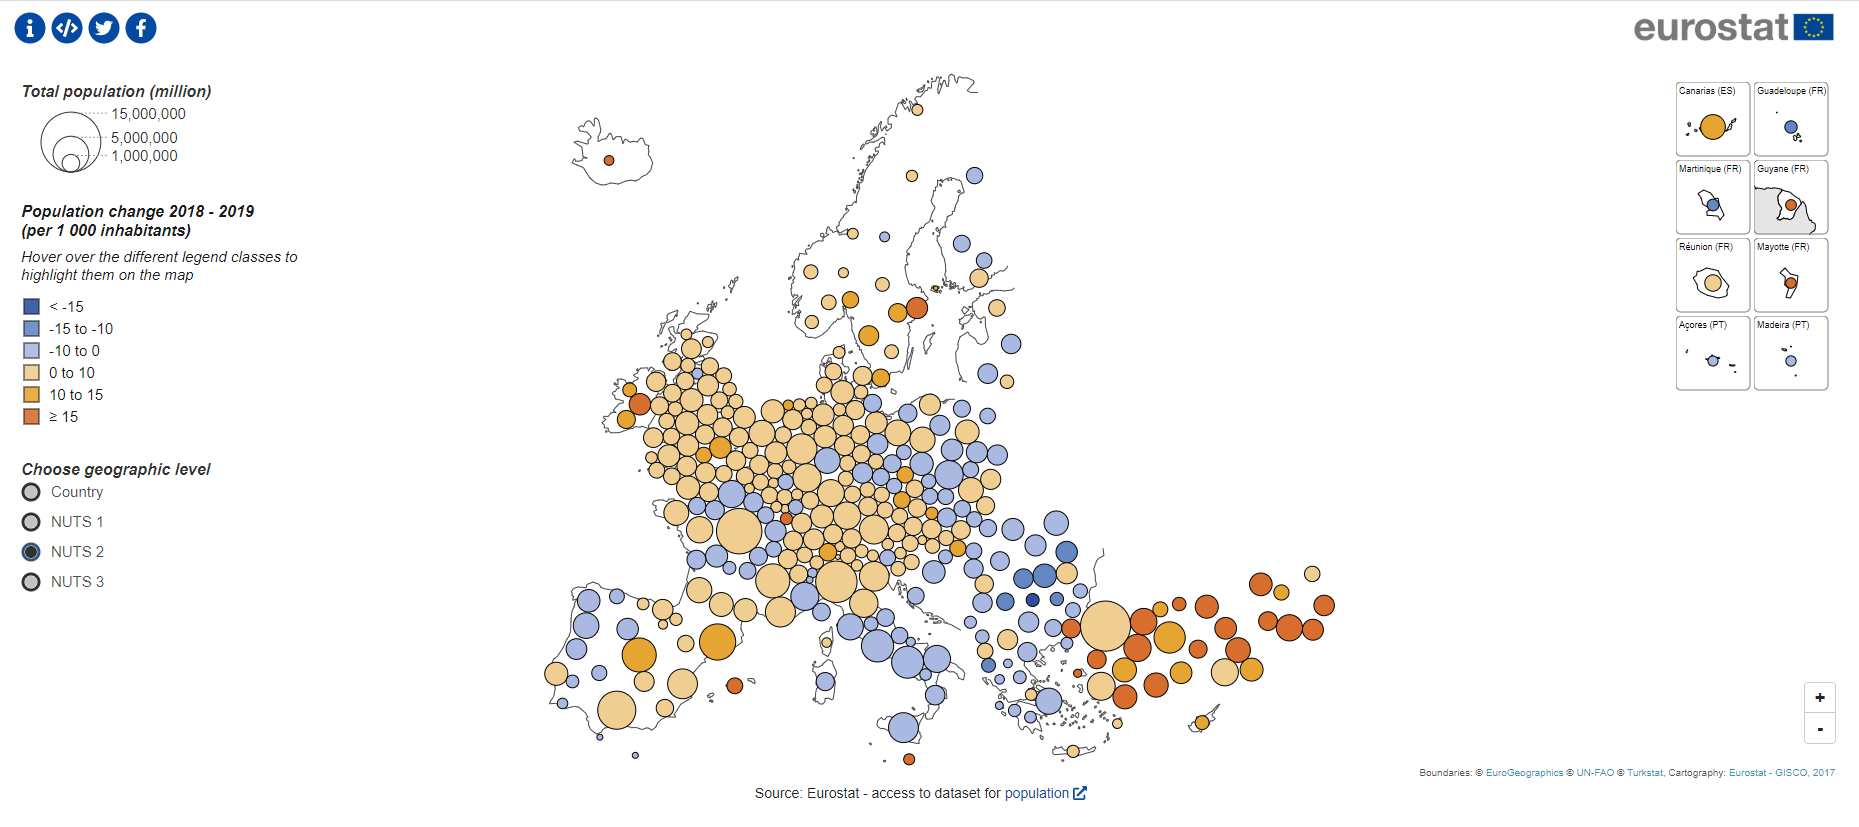 eurostat
Total population (million)
15,000,000
5,000,000
1,000,000
Population change 2018 - 2019
(per 1 000 inhabitants)
Hover over the different legend classes to
highlight them on the map
< -15
-15 to -10
-10 to 0
0 to 10
10 to 15
≥ 15
Choose geographic level
Country
NUTS 1
NUTS 2
NUTS 3
Canarias (ES)
Guadeloupe (FR)
Martinique (FR)
Guyane (FR)
Réunion (FR)
Mayotte (FR)
Açores (PT)
Madeira (PT)
+
-
Boundaries: © EuroGeographics © UN-FAO © Turkstat, Cartography: Eurostat - GISCO, 2017
Source: Eurostat - access to dataset for population